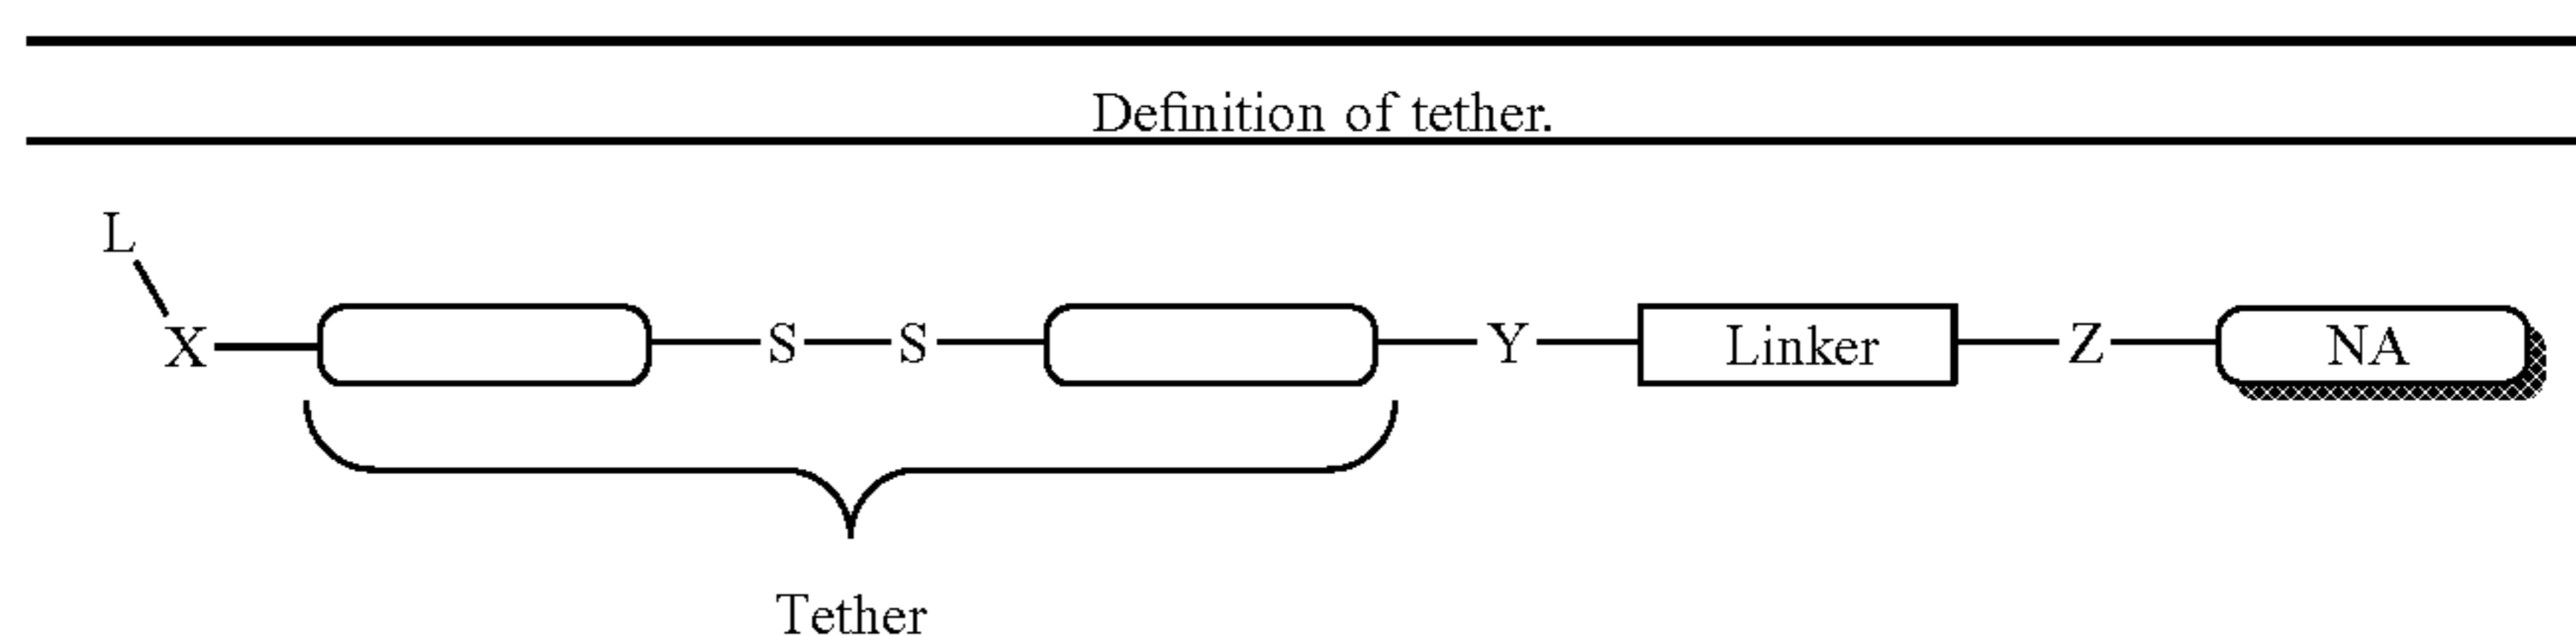 Definition of tether.
L
X S S Y Linker Z NA
Tether